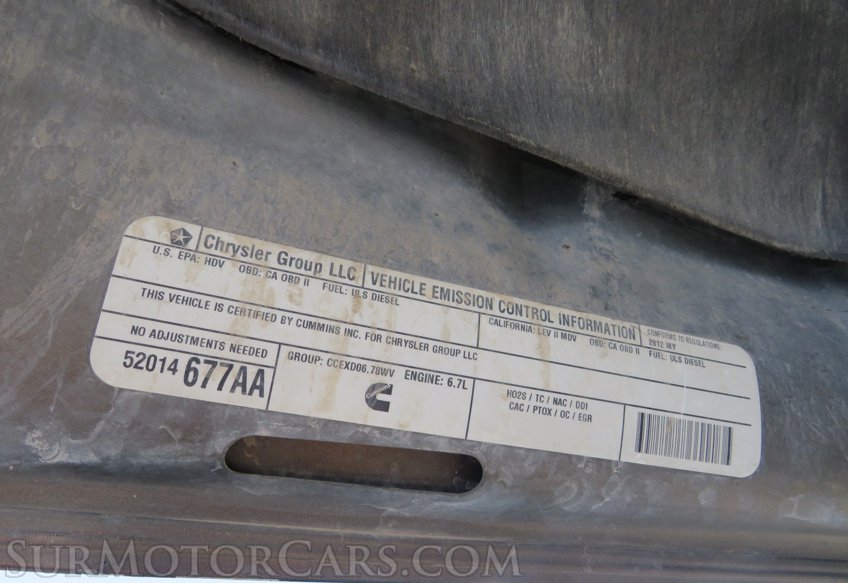 Chrysler Group LLC
VEHICLE EMISSION CONTROL INFORMATION
CONFORMS TO REGULATIONS:
2012 MY
U.S. EPA: HDV OBD: CA OBD II FUEL: ULS DIESEL
CALIFORNIA: LEV II MDV OBD: CA OBD II FUEL: ULS DIESEL
THIS VEHICLE IS CERTIFIED BY CUMMINS INC. FOR CHRYSLER GROUP LLC
NO ADJUSTMENTS NEEDED
52014 677AA
GROUP: CCEXD06.78WV ENGINE: 6.7L
Cummins
HO2S / TC / NAC / DDI
CAC / PTOX / OC / EGR
SurMotorCars.com